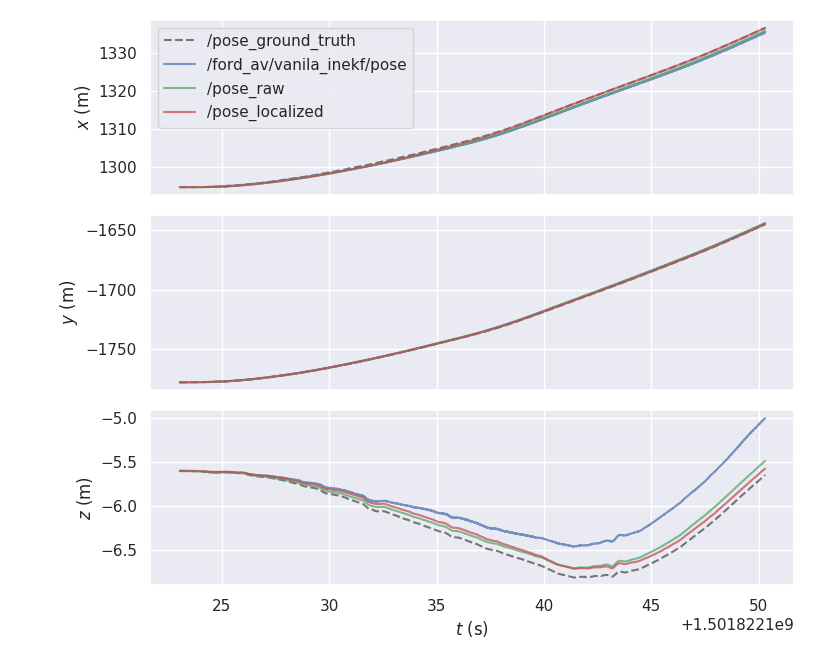 x (m)
1330
1320
1310
1300
/pose_ground_truth
/ford_av/vanila_inekf/pose
/pose_raw
/pose_localized
y (m)
−1650
−1700
−1750
z (m)
−5.0
−5.5
−6.0
−6.5
25 30 35 40 45 50
t (s)
+1.5018221e9